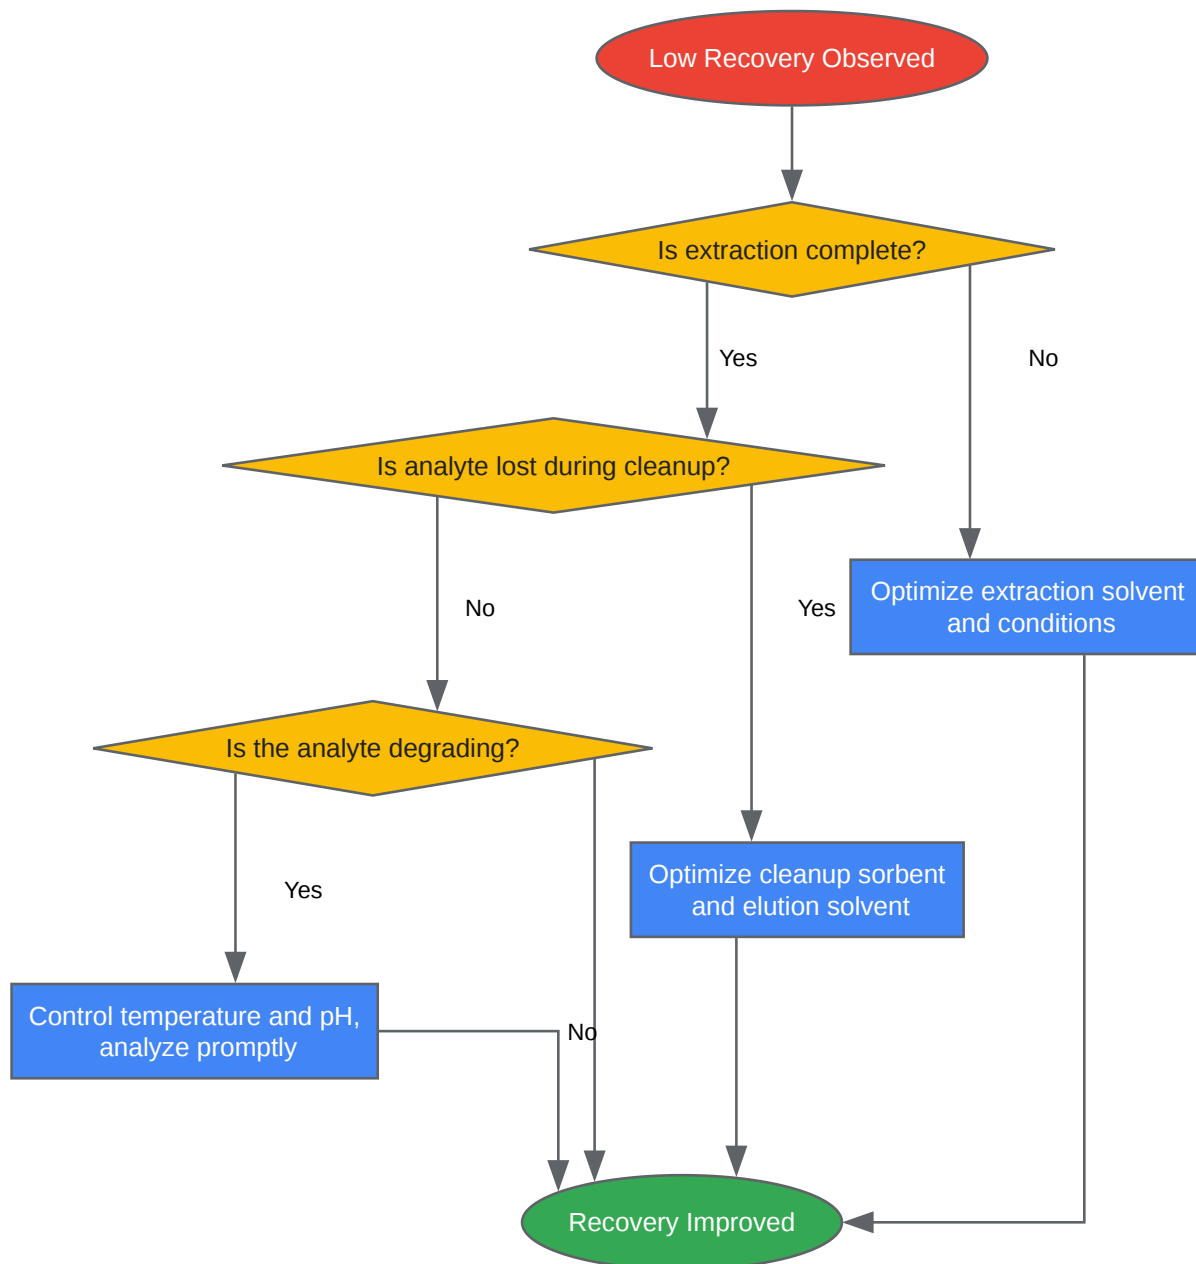 Low Recovery Observed
Is extraction complete?
Yes
No
Is analyte lost during cleanup?
Optimize extraction solvent
and conditions
No
Yes
Is the analyte degrading?
Optimize cleanup sorbent
and elution solvent
Yes
Control temperature and pH,
analyze promptly
No
Recovery Improved